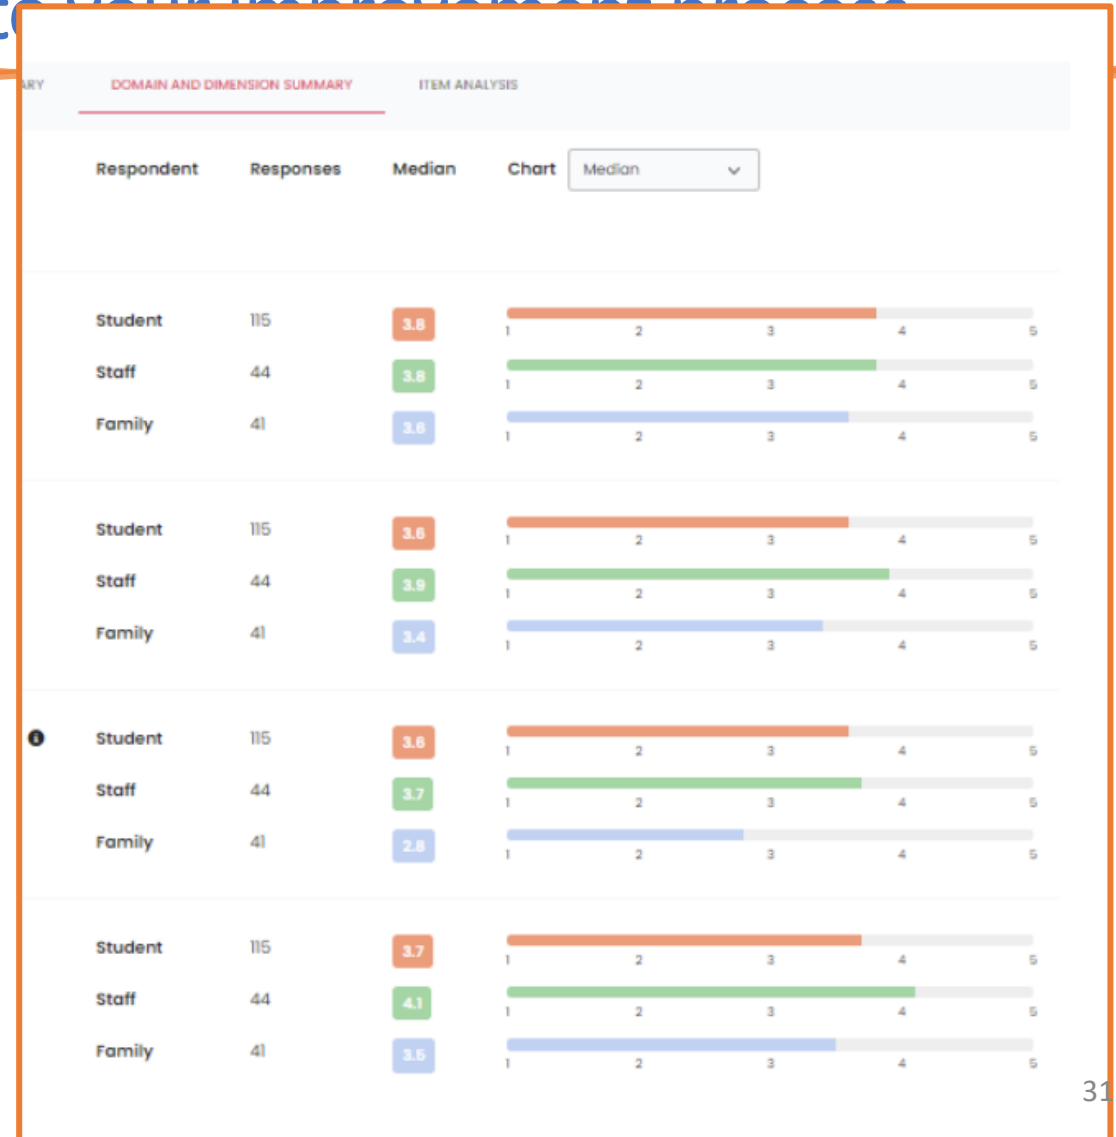 ARY DOMAIN AND DIMENSION SUMMARY ITEM ANALYSIS
Respondent Responses Median Chart Median
Student 115 3.8
1 2 3 4 5
Staff 44 3.8
1 2 3 4 5
Family 41 3.6
1 2 3 4 5
Student 115 3.6
1 2 3 4 5
Staff 44 3.9
1 2 3 4 5
Family 41 3.4
1 2 3 4 5
Student 115 3.6
1 2 3 4 5
Staff 44 3.7
1 2 3 4 5
Family 41 2.8
1 2 3 4 5
Student 115 3.7
1 2 3 4 5
Staff 44 4.1
1 2 3 4 5
Family 41 3.5
1 2 3 4 5
31